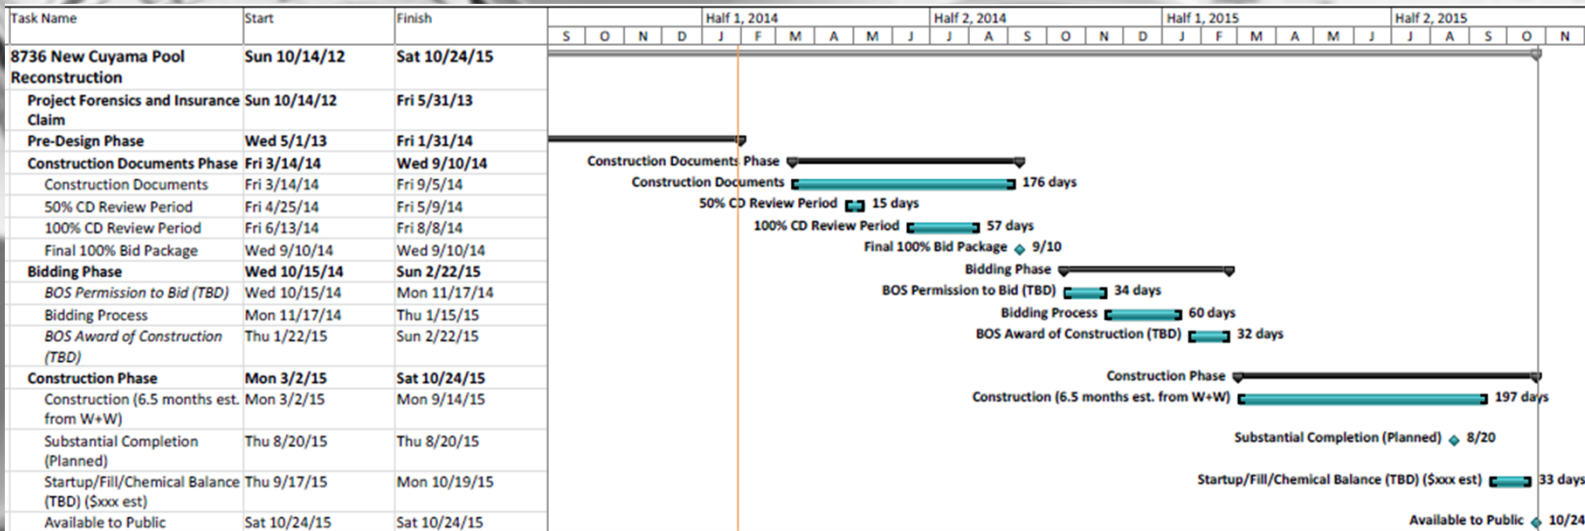 Task Name Start Finish Half 1, 2014 Half 2, 2014 Half 1, 2015 Half 2, 2015
S O N D J F M A M J J A S O N D J F M A M J J A S O N
8736 New Cuyama Pool Sun 10/14/12 Sat 10/24/15
Reconstruction
Project Forensics and Insurance Sun 10/14/12 Fri 5/31/13
Claim
Pre-Design Phase Wed 5/1/13 Fri 1/31/14
Construction Documents Phase Fri 3/14/14 Wed 9/10/14 Construction Documents Phase
Construction Documents Fri 3/14/14 Fri 9/5/14 Construction Documents 176 days
50% CD Review Period Fri 4/25/14 Fri 5/9/14 50% CD Review Period 15 days
100% CD Review Period Fri 6/13/14 Fri 8/8/14 100% CD Review Period 57 days
Final 100% Bid Package Wed 9/10/14 Wed 9/10/14 Final 100% Bid Package 9/10
Bidding Phase Wed 10/15/14 Sun 2/22/15 Bidding Phase
BOS Permission to Bid (TBD) Wed 10/15/14 Mon 11/17/14 BOS Permission to Bid (TBD) 34 days
Bidding Process Mon 11/17/14 Thu 1/15/15 Bidding Process 60 days
BOS Award of Construction Thu 1/22/15 Sun 2/22/15 BOS Award of Construction (TBD) 32 days
(TBD)
Construction Phase Mon 3/2/15 Sat 10/24/15 Construction Phase
Construction (6.5 months est. Mon 3/2/15 Mon 9/14/15 Construction (6.5 months est. from W+W) 197 days
from W+W)
Substantial Completion Thu 8/20/15 Thu 8/20/15 Substantial Completion (Planned) 8/20
(Planned)
Startup/Fill/Chemical Balance Thu 9/17/15 Mon 10/19/15 Startup/Fill/Chemical Balance (TBD) ($xxx est) 33 days
(TBD) ($xxx est)
Available to Public Sat 10/24/15 Sat 10/24/15 Available to Public 10/24